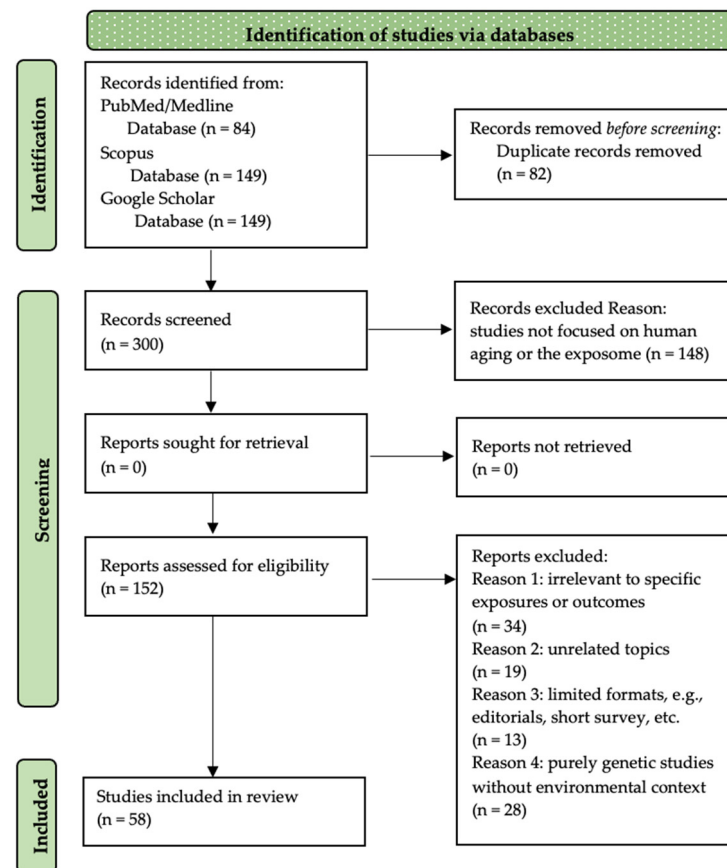 Identification of studies via databases
Identification
Records identified from:
PubMed/Medline
Database (n = 84)
Scopus
Database (n = 149)
Google Scholar
Database (n = 149)
Records removed before screening:
Duplicate records removed
(n = 82)
Screening
Records screened
(n = 300)
Records excluded Reason:
studies not focused on human
aging or the exposome (n = 148)
Reports sought for retrieval
(n = 0)
Reports not retrieved
(n = 0)
Reports assessed for eligibility
(n = 152)
Reports excluded:
Reason 1: irrelevant to specific
exposures or outcomes
(n = 34)
Reason 2: unrelated topics
(n = 19)
Reason 3: limited formats, e.g.,
editorials, short survey, etc.
(n = 13)
Reason 4: purely genetic studies
without environmental context
(n = 28)
Included
Studies included in review
(n = 58)